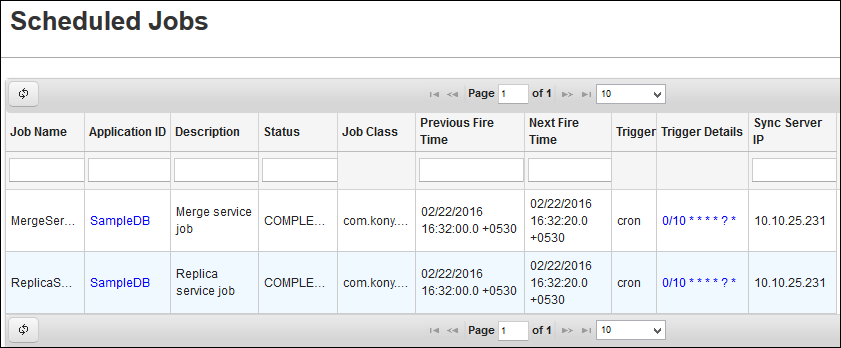 Scheduled Jobs
Page 1 of 1 10
Job Name Application ID Description Status Job Class Previous Fire Time Next Fire Time Trigger Trigger Details Sync Server IP
MergeSer... SampleDB Merge service job COMPLE... com.kony.... 02/22/2016 16:32:00.0 +0530 02/22/2016 16:32:20.0 +0530 cron 0/10 * * * * ? * 10.10.25.231
ReplicaS... SampleDB Replica service job COMPLE... com.kony.... 02/22/2016 16:32:00.0 +0530 02/22/2016 16:32:20.0 +0530 cron 0/10 * * * * ? * 10.10.25.231
Page 1 of 1 10